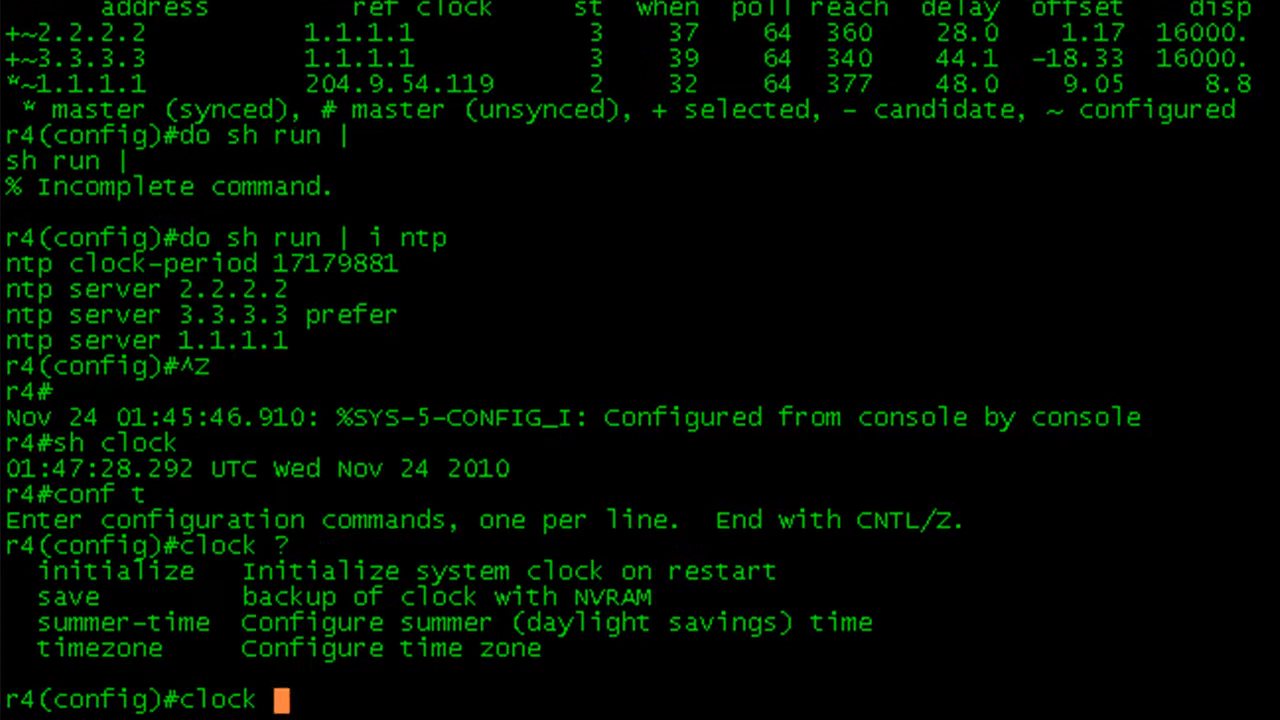 address ref clock st when poll reach delay offset disp
+~2.2.2.2 1.1.1.1 3 37 64 360 28.0 1.17 16000.
+~3.3.3.3 1.1.1.1 3 39 64 340 44.1 -18.33 16000.
*~1.1.1.1 204.9.54.119 2 32 64 377 48.0 9.05 8.8
* master (synced), # master (unsynced), + selected, - candidate, ~ configured
r4(config)#do sh run |
sh run |
% Incomplete command.
r4(config)#do sh run | i ntp
ntp clock-period 17179881
ntp server 2.2.2.2
ntp server 3.3.3.3 prefer
ntp server 1.1.1.1
r4(config)#^Z
r4#
Nov 24 01:45:46.910: %SYS-5-CONFIG_I: Configured from console by console
r4#sh clock
01:47:28.292 UTC Wed Nov 24 2010
r4#conf t
Enter configuration commands, one per line.  End with CNTL/Z.
r4(config)#clock ?
initialize Initialize system clock on restart
save backup of clock with NVRAM
summer-time Configure summer (daylight savings) time
timezone Configure time zone
r4(config)#clock